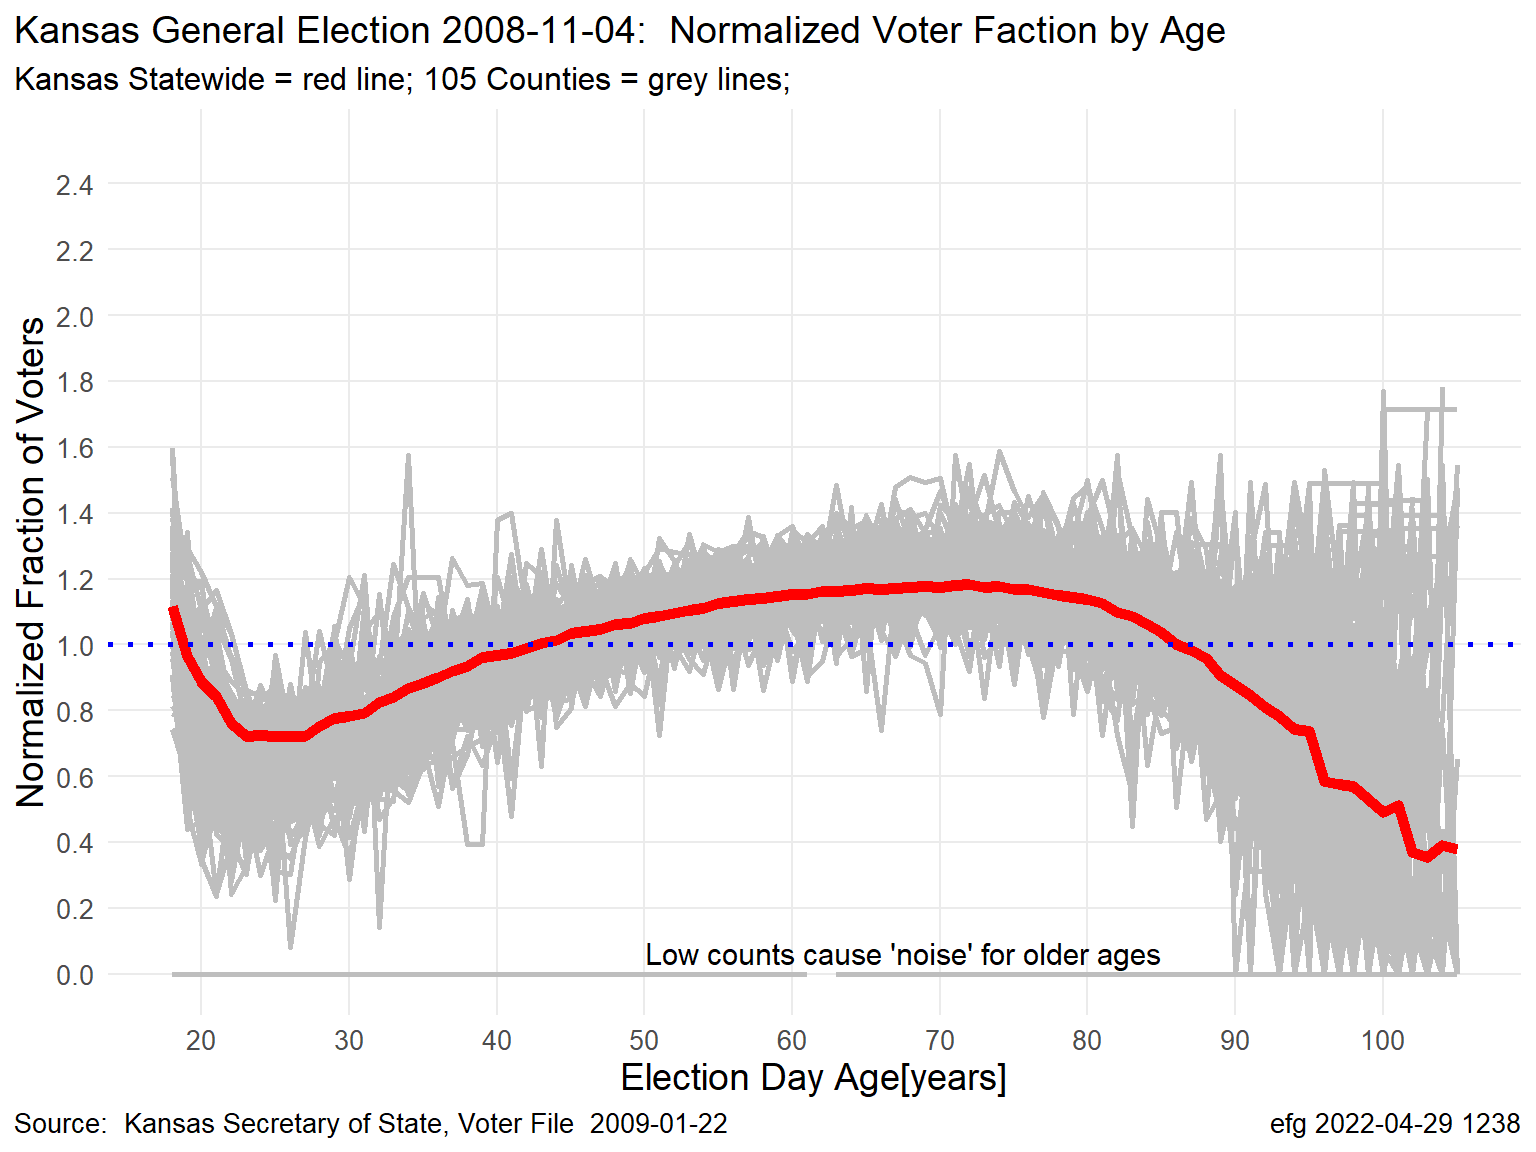 Kansas General Election 2008-11-04:  Normalized Voter Faction by Age
Kansas Statewide = red line; 105 Counties = grey lines;
Normalized Fraction of Voters
2.4
2.2
2.0
1.8
1.6
1.4
1.2
1.0
0.8
0.6
0.4
0.2
0.0
Low counts cause 'noise' for older ages
20 30 40 50 60 70 80 90 100
Election Day Age[years]
Source:  Kansas Secretary of State, Voter File  2009-01-22
efg 2022-04-29 1238